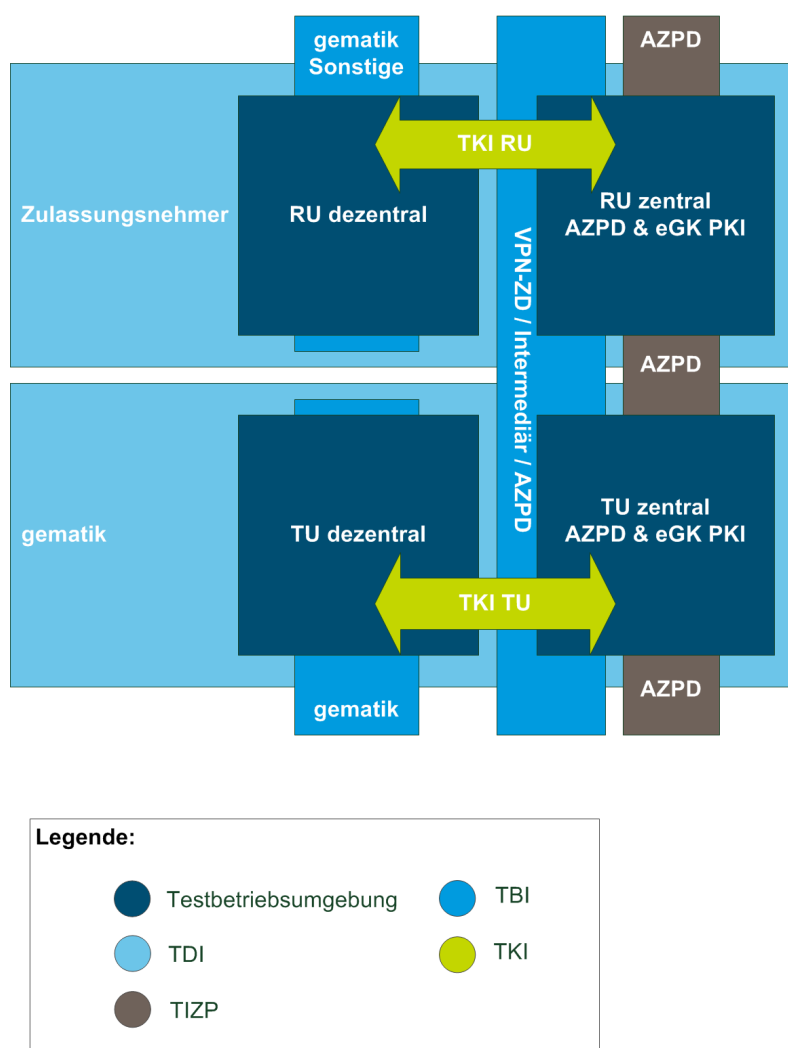 gematik
Sonstige
AZPD
TKI RU
Zulassungsnehmer
RU dezentral
RU zentral
AZPD & eGK PKI
VPN-ZD / Intermediär / AZPD
AZPD
gematik
TU dezentral
TU zentral
AZPD & eGK PKI
TKI TU
gematik
AZPD
Legende:
Testbetriebsumgebung
TBI
TDI
TKI
TIZP